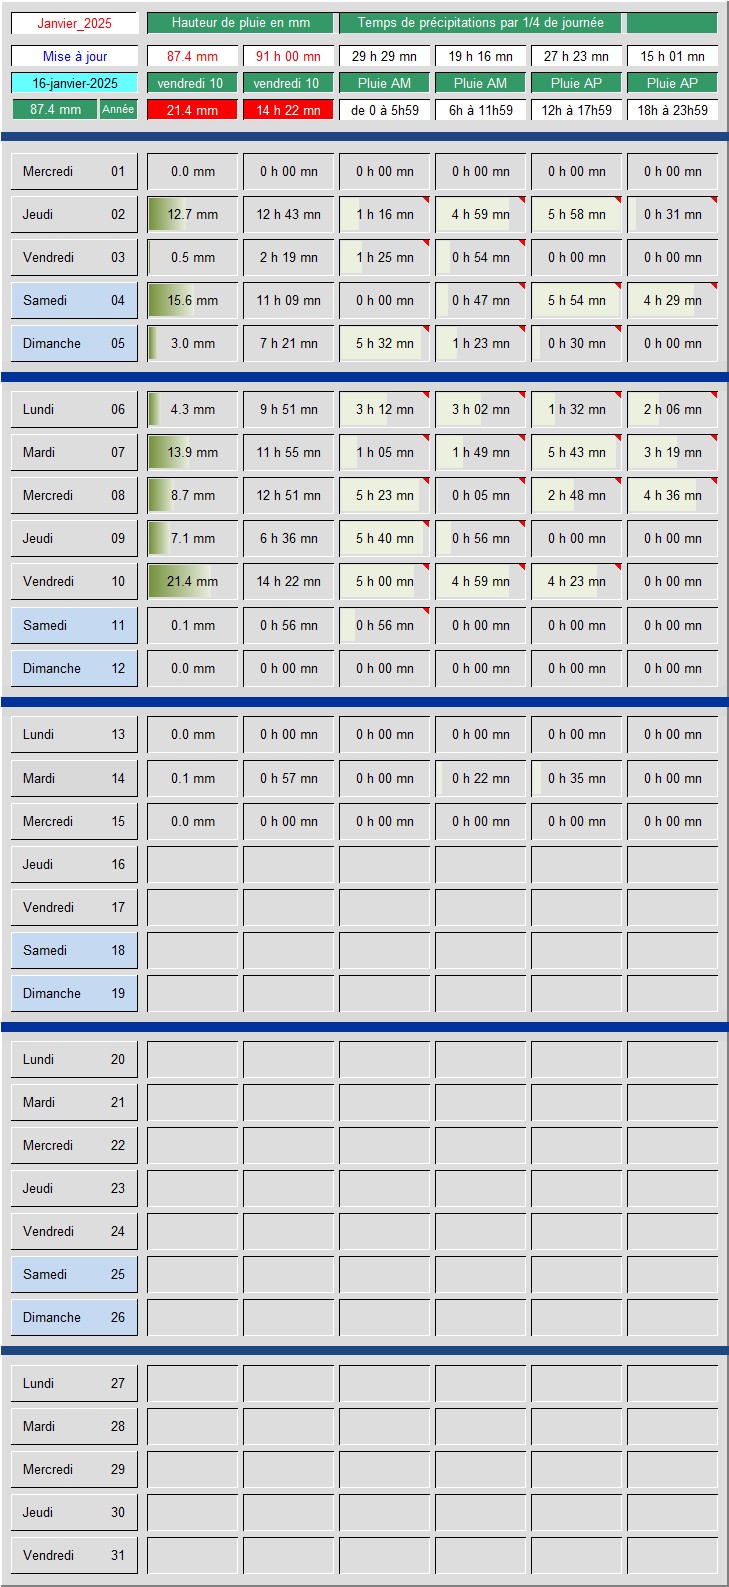 Janvier_2025 Hauteur de pluie en mm Temps de précipitations par 1/4 de journée
Mise à jour 87.4 mm 91 h 00 mn 29 h 29 mn 19 h 16 mn 27 h 23 mn 15 h 01 mn
16-janvier-2025 vendredi 10 vendredi 10 Pluie AM Pluie AM Pluie AP Pluie AP
87.4 mm Année 21.4 mm 14 h 22 mn de 0 à 5h59 6h à 11h59 12h à 17h59 18h à 23h59
Mercredi 01 0.0 mm 0 h 00 mn 0 h 00 mn 0 h 00 mn 0 h 00 mn 0 h 00 mn
Jeudi 02 12.7 mm 12 h 43 mn 1 h 16 mn 4 h 59 mn 5 h 58 mn 0 h 31 mn
Vendredi 03 0.5 mm 2 h 19 mn 1 h 25 mn 0 h 54 mn 0 h 00 mn 0 h 00 mn
Samedi 04 15.6 mm 11 h 09 mn 0 h 00 mn 0 h 47 mn 5 h 54 mn 4 h 29 mn
Dimanche 05 3.0 mm 7 h 21 mn 5 h 32 mn 1 h 23 mn 0 h 30 mn 0 h 00 mn
Lundi 06 4.3 mm 9 h 51 mn 3 h 12 mn 3 h 02 mn 1 h 32 mn 2 h 06 mn
Mardi 07 13.9 mm 11 h 55 mn 1 h 05 mn 1 h 49 mn 5 h 43 mn 3 h 19 mn
Mercredi 08 8.7 mm 12 h 51 mn 5 h 23 mn 0 h 05 mn 2 h 48 mn 4 h 36 mn
Jeudi 09 7.1 mm 6 h 36 mn 5 h 40 mn 0 h 56 mn 0 h 00 mn 0 h 00 mn
Vendredi 10 21.4 mm 14 h 22 mn 5 h 00 mn 4 h 59 mn 4 h 23 mn 0 h 00 mn
Samedi 11 0.1 mm 0 h 56 mn 0 h 56 mn 0 h 00 mn 0 h 00 mn 0 h 00 mn
Dimanche 12 0.0 mm 0 h 00 mn 0 h 00 mn 0 h 00 mn 0 h 00 mn 0 h 00 mn
Lundi 13 0.0 mm 0 h 00 mn 0 h 00 mn 0 h 00 mn 0 h 00 mn 0 h 00 mn
Mardi 14 0.1 mm 0 h 57 mn 0 h 00 mn 0 h 22 mn 0 h 35 mn 0 h 00 mn
Mercredi 15 0.0 mm 0 h 00 mn 0 h 00 mn 0 h 00 mn 0 h 00 mn 0 h 00 mn
Jeudi 16
Vendredi 17
Samedi 18
Dimanche 19
Lundi 20
Mardi 21
Mercredi 22
Jeudi 23
Vendredi 24
Samedi 25
Dimanche 26
Lundi 27
Mardi 28
Mercredi 29
Jeudi 30
Vendredi 31